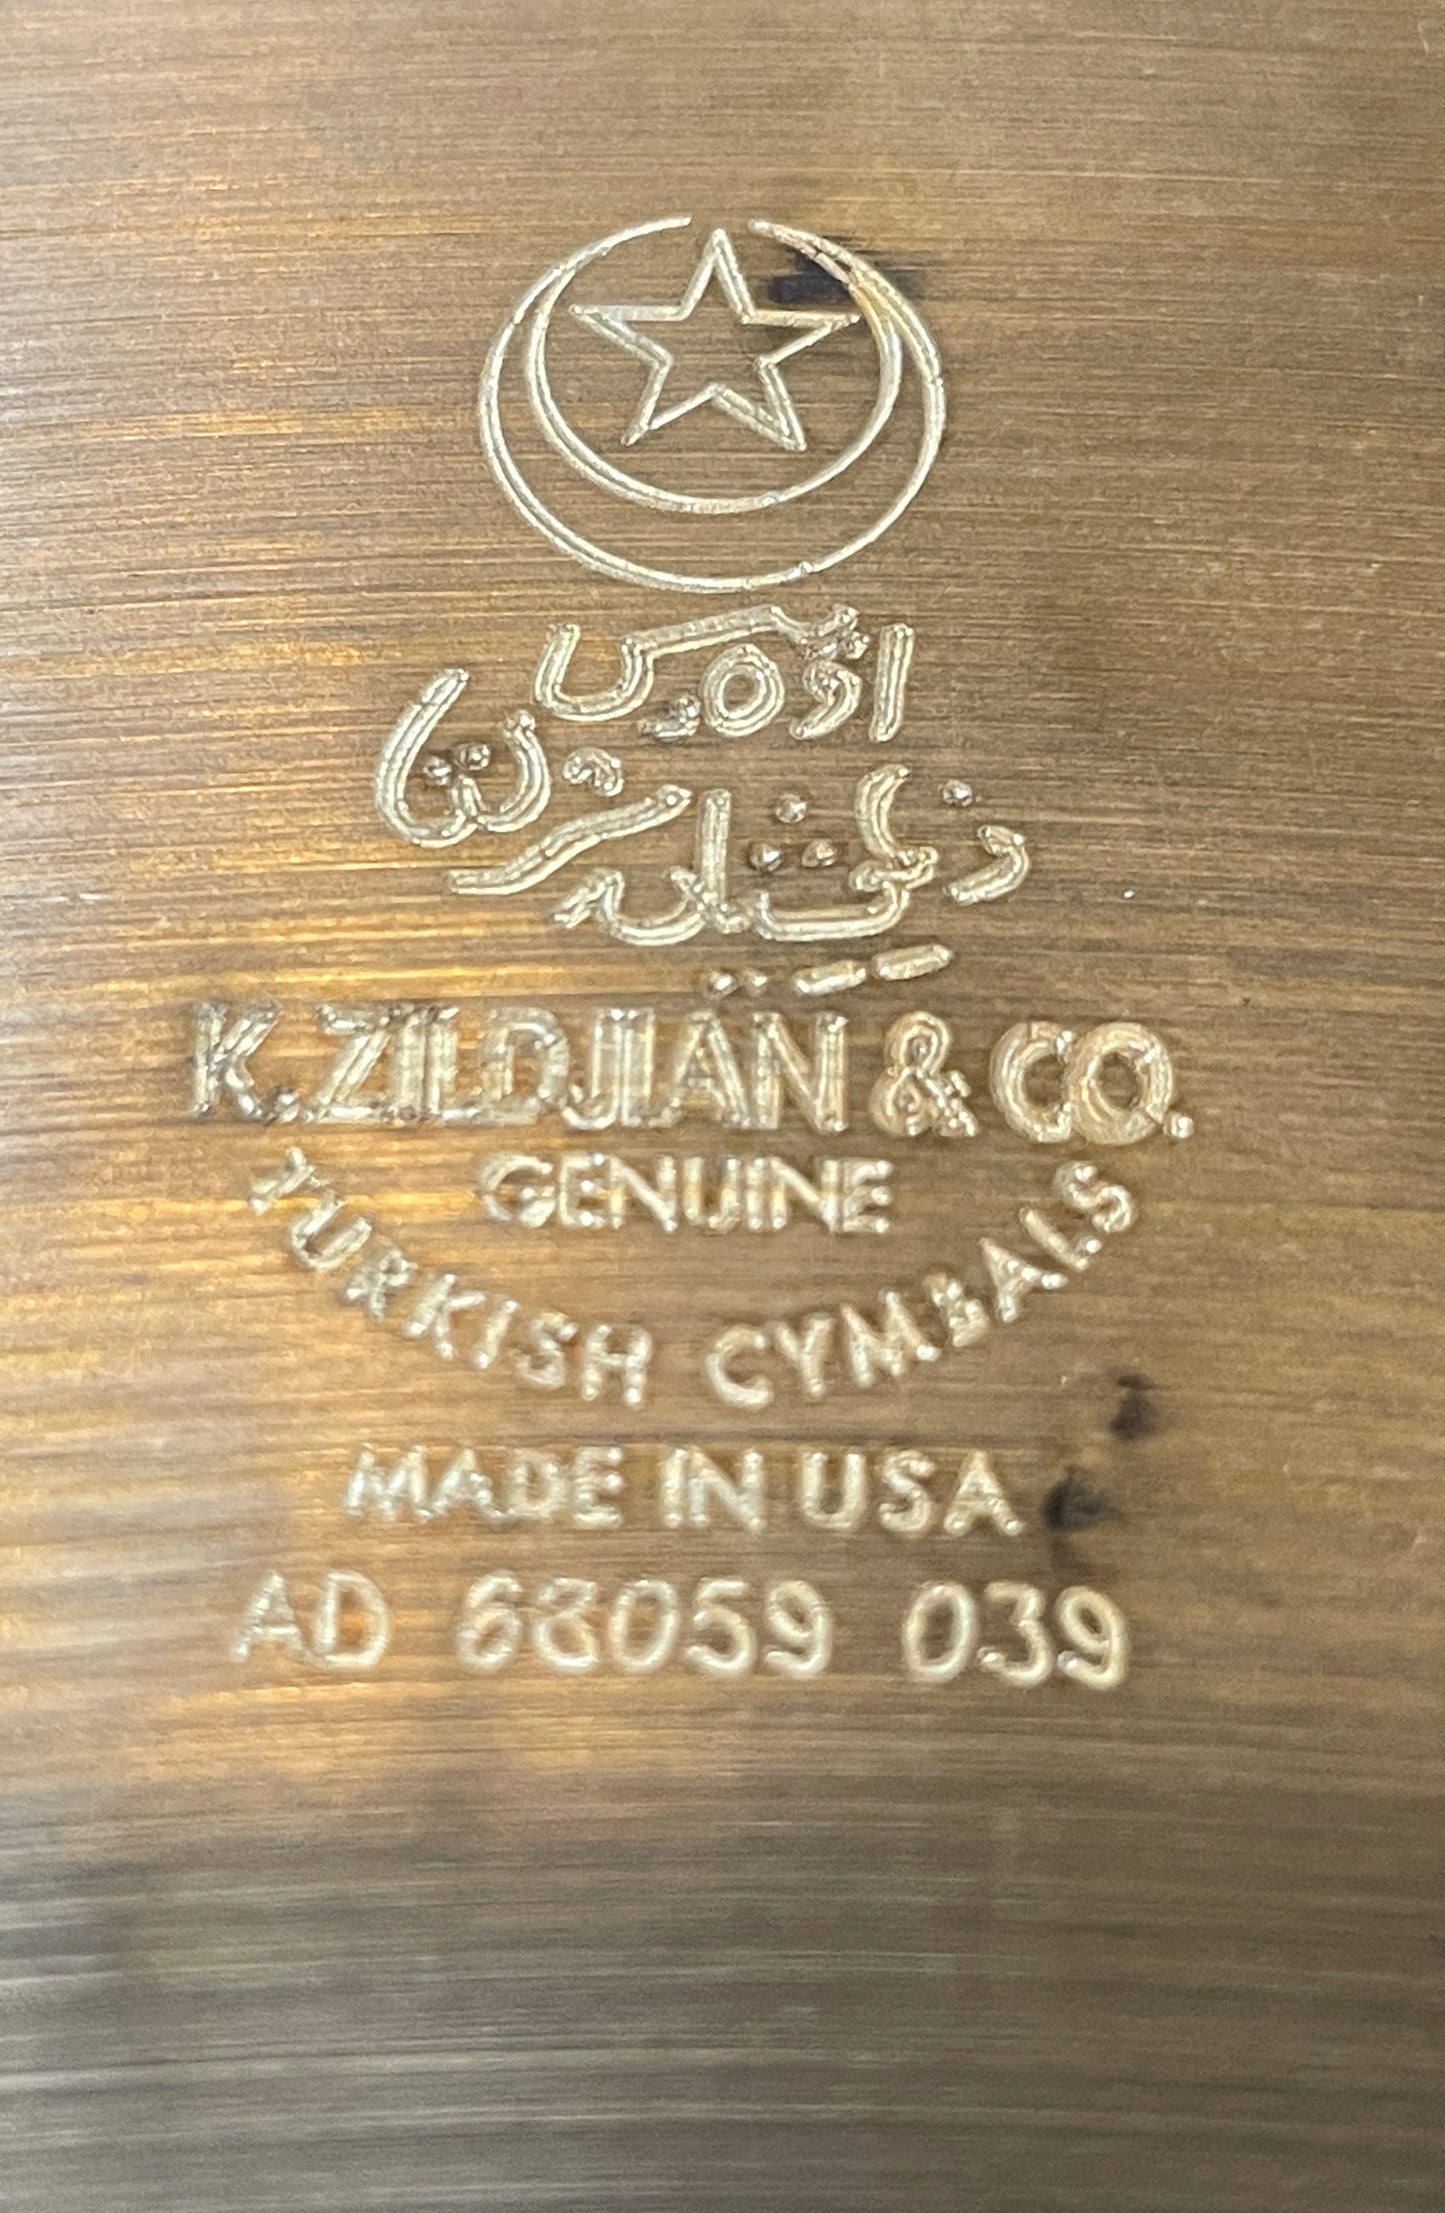 K. ZILDJIAN & CO.
GENUINE
TURKISH CYMBALS
MADE IN USA
AD 68059 039